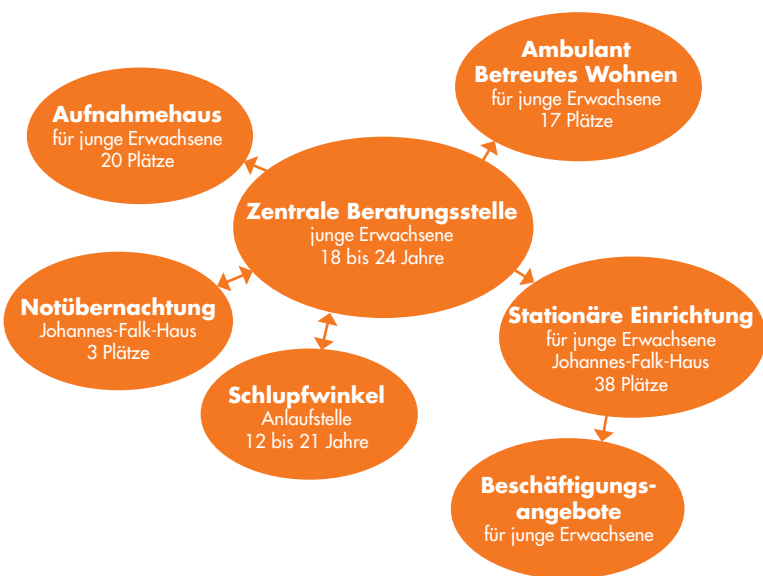 Ambulant
Betreutes Wohnen
für junge Erwachsene
17 Plätze
Aufnahmehaus
für junge Erwachsene
20 Plätze
Zentrale Beratungsstelle
junge Erwachsene
18 bis 24 Jahre
Notübernachtung
Johannes-Falk-Haus
3 Plätze
Stationäre Einrichtung
für junge Erwachsene
Johannes-Falk-Haus
38 Plätze
Schlupfwinkel
Anlaufstelle
12 bis 21 Jahre
Beschäftigungs-
angebote
für junge Erwachsene